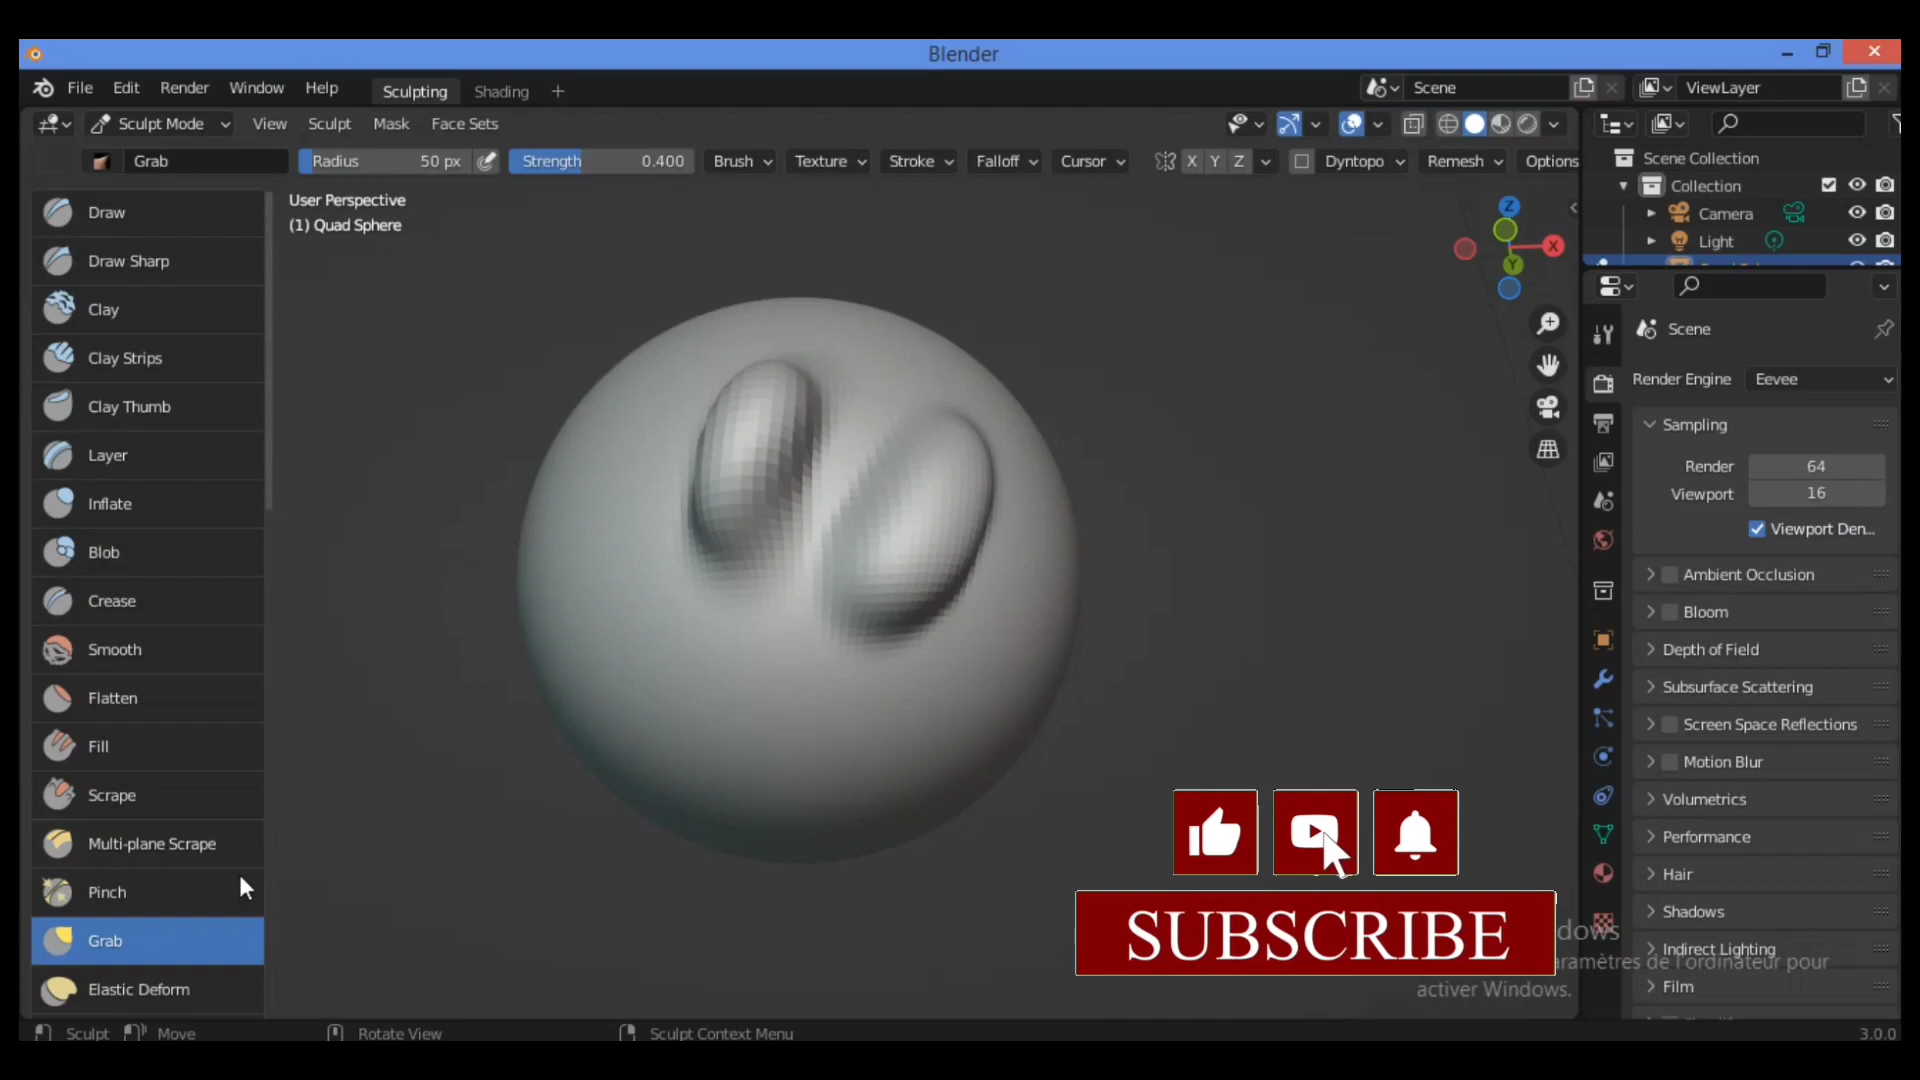 Blender
File Edit Render Window Help Sculpting Shading + Scene ViewLayer
Sculpt Mode View Sculpt Mask Face Sets
Grab Radius 50 px Strength 0.400 Brush Texture Stroke Falloff Cursor X Y Z Dyntopo Remesh Options
User Perspective
(1) Quad Sphere
Draw
Draw Sharp
Clay
Clay Strips
Clay Thumb
Layer
Inflate
Blob
Crease
Smooth
Flatten
Fill
Scrape
Multi-plane Scrape
Pinch
Grab
Elastic Deform
Z
X
Y
Scene Collection
Collection
Camera
Light
Scene
Render Engine Eevee
Sampling
Render 64
Viewport 16
Viewport Den...
Ambient Occlusion
Bloom
Depth of Field
Subsurface Scattering
Screen Space Reflections
Motion Blur
Volumetrics
Performance
Hair
Shadows
Indirect Lighting
Film
SUBSCRIBE
dows
aramètres de l'ordinateur pour
activer Windows.
Sculpt Move Rotate View Sculpt Context Menu 3.0.0